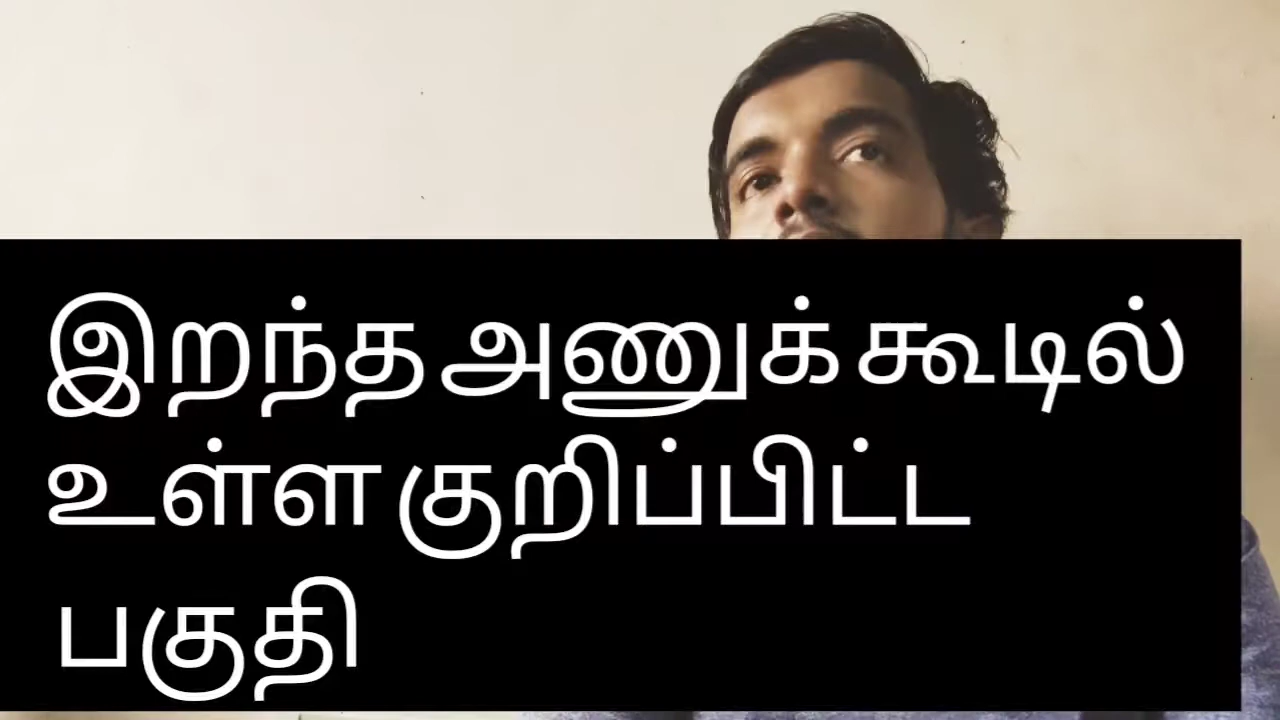 இறந்த அணுக் கூடில்
உள்ள குறிப்பிட்ட
பகுதி